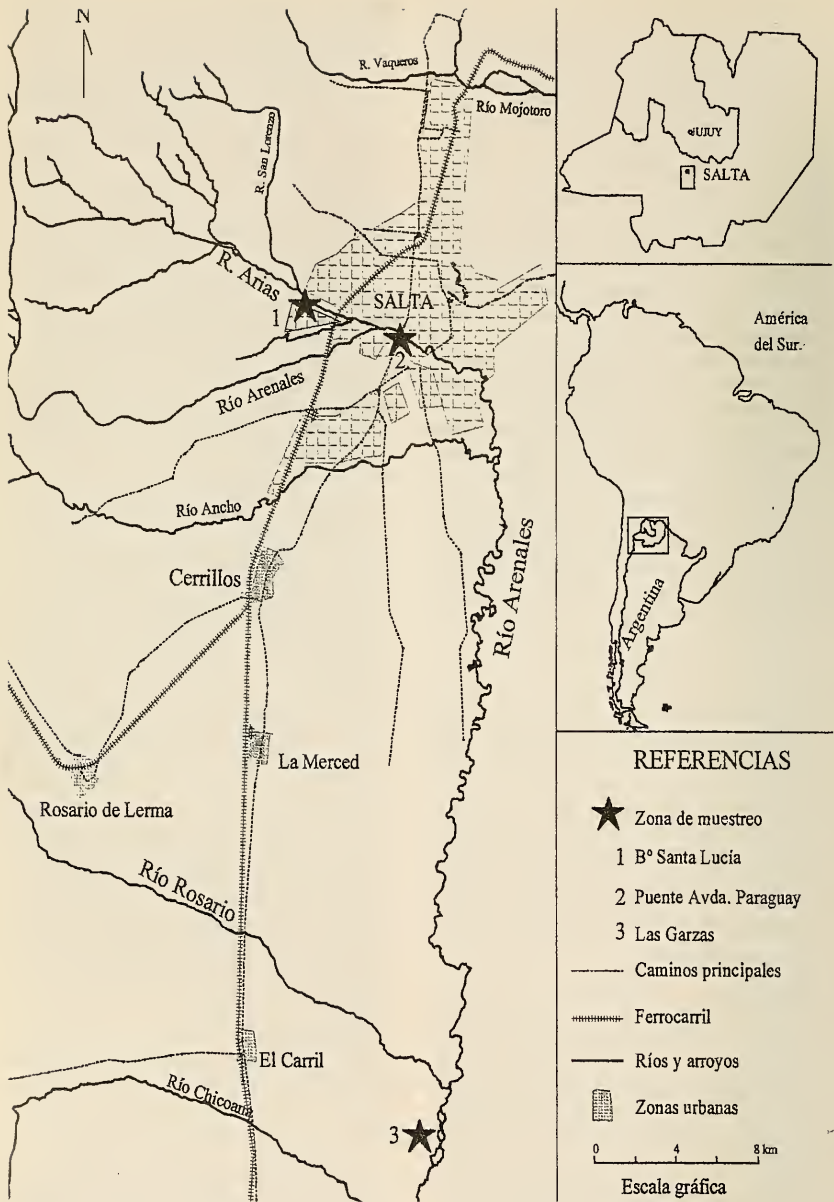 N
R. Vaqueros
Río Mojotoro
R. San Lorenzo
R. Arias
SALTA
1
2
Río Arenales
Río Ancho
Cerrillos
Río Arenales
La Merced
Rosario de Lerma
Río Rosario
El Carril
Río Chicoana
3
JUJUY
SALTA
América
del Sur.
Argentina
REFERENCIAS
Zona de muestreo
1 Bº Santa Lucía
2 Puente Avda. Paraguay
3 Las Garzas
Caminos principales
Ferrocarril
Ríos y arroyos
Zonas urbanas
0 4 8 km
Escala gráfica